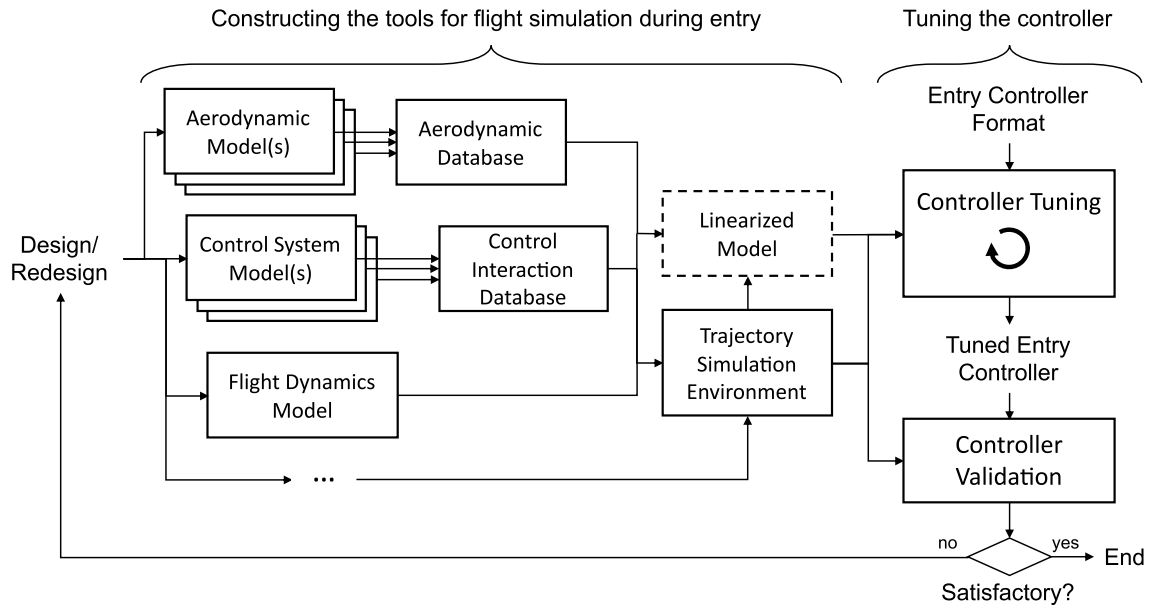 Constructing the tools for flight simulation during entry
Tuning the controller
Aerodynamic
Model(s)
Aerodynamic
Database
Entry Controller
Format
Controller Tuning
Linearized
Model
Design/
Redesign
Control System
Model(s)
Control
Interaction
Database
Trajectory
Simulation
Environment
Tuned Entry
Controller
Flight Dynamics
Model
Controller
Validation
...
no
yes
End
Satisfactory?